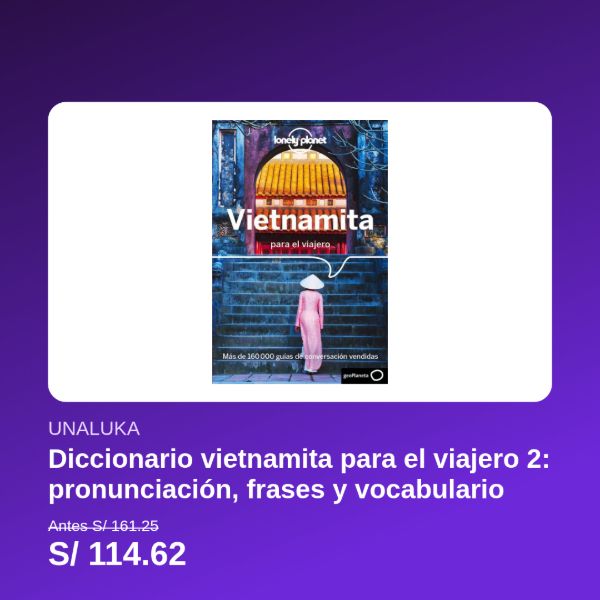 lonely planet
Vietnamita
para el viajero
Más de 160 000 guías de conversación vendidas
geoPlaneta
UNALUKA
Diccionario vietnamita para el viajero 2:
pronunciación, frases y vocabulario
Antes S/ 161.25
S/ 114.62